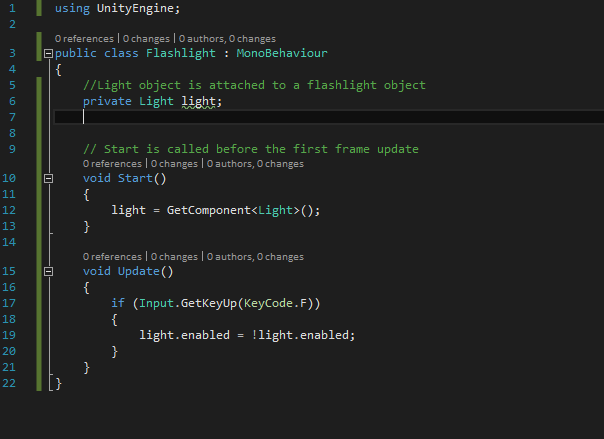 1 using UnityEngine;
2
0 references | 0 changes | 0 authors, 0 changes
3 public class Flashlight : MonoBehaviour
4 {
5 //Light object is attached to a flashlight object
6 private Light light;
7
8
9 // Start is called before the first frame update
0 references | 0 changes | 0 authors, 0 changes
10 void Start()
11 {
12 light = GetComponent<Light>();
13 }
14
0 references | 0 changes | 0 authors, 0 changes
15 void Update()
16 {
17 if (Input.GetKeyUp(KeyCode.F))
18 {
19 light.enabled = !light.enabled;
20 }
21 }
22 }